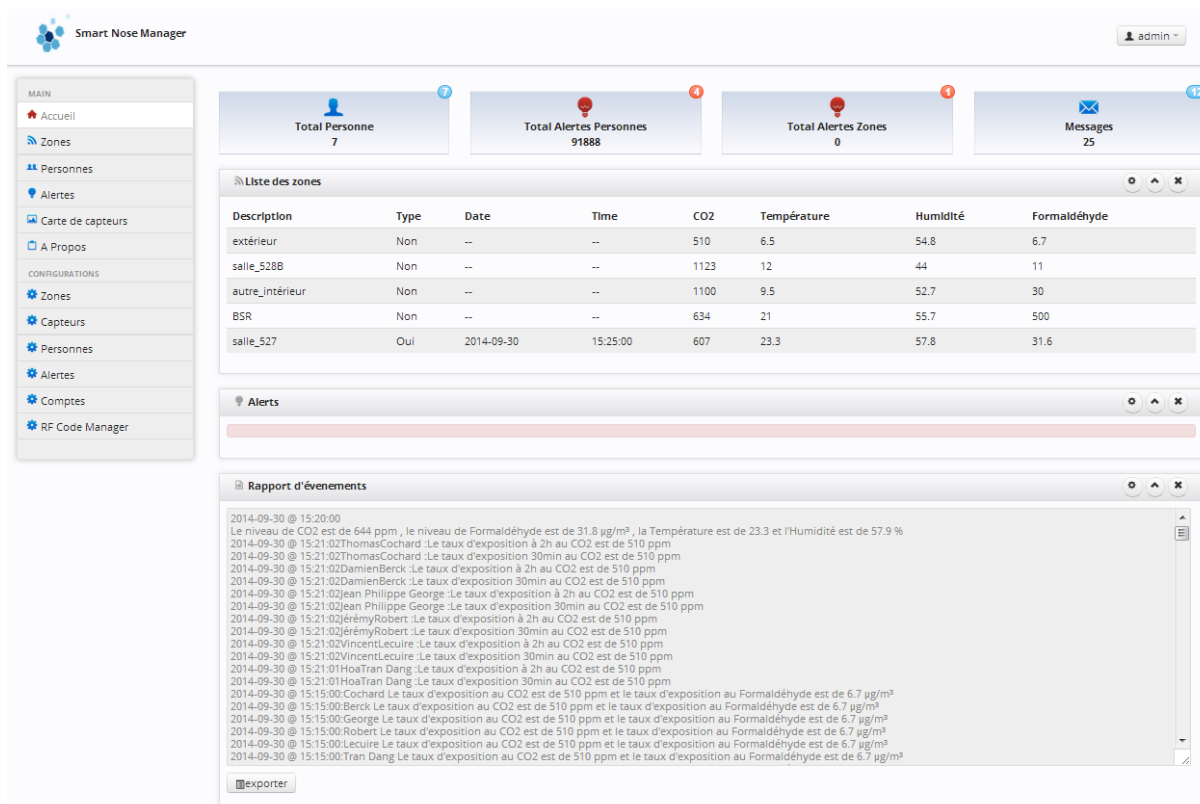 Smart Nose Manager
admin
MAIN
Accueil
Zones
Personnes
Alertes
Carte de capteurs
A Propos
CONFIGURATIONS
Zones
Capteurs
Personnes
Alertes
Comptes
RF Code Manager
7
Total Personne
7
4
Total Alertes Personnes
91888
1
Total Alertes Zones
0
Messages
25
Liste des zones
Description Type Date Time CO2 Température Humidité Formaldéhyde
extérieur Non -- -- 510 6.5 54.8 6.7
salle_528B Non -- -- 1123 12 44 11
autre_intérieur Non -- -- 1100 9.5 52.7 30
BSR Non -- -- 634 21 55.7 500
salle_527 Oui 2014-09-30 15:25:00 607 23.3 57.8 31.6
Alerts
Rapport d'évenements
2014-09-30 @ 15:20:00
Le niveau de CO2 est de 644 ppm , le niveau de Formaldéhyde est de 31.8 µg/m³ , la Température est de 23.3 et l'Humidité est de 57.9 %
2014-09-30 @ 15:21:02ThomasCochard :Le taux d'exposition à 2h au CO2 est de 510 ppm
2014-09-30 @ 15:21:02ThomasCochard :Le taux d'exposition 30min au CO2 est de 510 ppm
2014-09-30 @ 15:21:02DamienBerck :Le taux d'exposition à 2h au CO2 est de 510 ppm
2014-09-30 @ 15:21:02DamienBerck :Le taux d'exposition 30min au CO2 est de 510 ppm
2014-09-30 @ 15:21:02Jean Philippe George :Le taux d'exposition à 2h au CO2 est de 510 ppm
2014-09-30 @ 15:21:02Jean Philippe George :Le taux d'exposition 30min au CO2 est de 510 ppm
2014-09-30 @ 15:21:02JérémyRobert :Le taux d'exposition à 2h au CO2 est de 510 ppm
2014-09-30 @ 15:21:02JérémyRobert :Le taux d'exposition 30min au CO2 est de 510 ppm
2014-09-30 @ 15:21:02VincentLecuire :Le taux d'exposition à 2h au CO2 est de 510 ppm
2014-09-30 @ 15:21:02VincentLecuire :Le taux d'exposition 30min au CO2 est de 510 ppm
2014-09-30 @ 15:21:01HoaTran Dang :Le taux d'exposition à 2h au CO2 est de 510 ppm
2014-09-30 @ 15:21:01HoaTran Dang :Le taux d'exposition 30min au CO2 est de 510 ppm
2014-09-30 @ 15:15:00:Cochard Le taux d'exposition au CO2 est de 510 ppm et le taux d'exposition au Formaldéhyde est de 6.7 µg/m³
2014-09-30 @ 15:15:00:Berck Le taux d'exposition au CO2 est de 510 ppm et le taux d'exposition au Formaldéhyde est de 6.7 µg/m³
2014-09-30 @ 15:15:00:George Le taux d'exposition au CO2 est de 510 ppm et le taux d'exposition au Formaldéhyde est de 6.7 µg/m³
2014-09-30 @ 15:15:00:Robert Le taux d'exposition au CO2 est de 510 ppm et le taux d'exposition au Formaldéhyde est de 6.7 µg/m³
2014-09-30 @ 15:15:00:Lecuire Le taux d'exposition au CO2 est de 510 ppm et le taux d'exposition au Formaldéhyde est de 6.7 µg/m³
2014-09-30 @ 15:15:00:Tran Dang Le taux d'exposition au CO2 est de 510 ppm et le taux d'exposition au Formaldéhyde est de 6.7 µg/m³
exporter